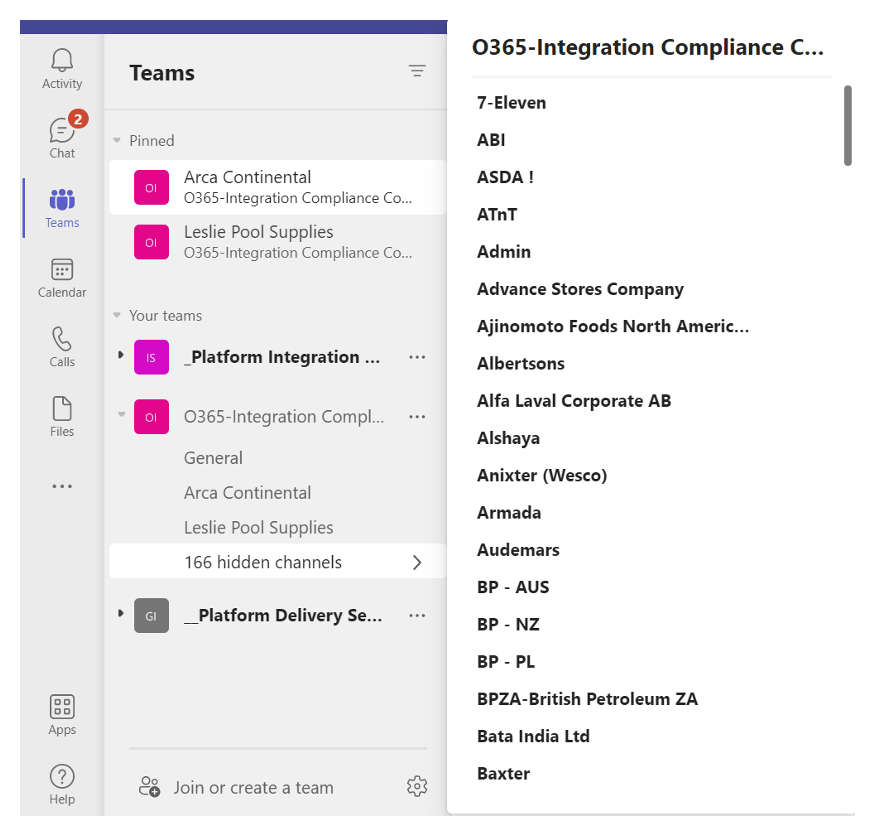 Activity
2
Chat
Teams
Calendar
Calls
Files
Apps
Help
Teams
Pinned
OI
Arca Continental
O365-Integration Compliance Co...
OI
Leslie Pool Supplies
O365-Integration Compliance Co...
Your teams
IS
_Platform Integration ...
OI
O365-Integration Compl...
General
Arca Continental
Leslie Pool Supplies
166 hidden channels
GI
__Platform Delivery Se...
Join or create a team
O365-Integration Compliance C...
7-Eleven
ABI
ASDA !
ATnT
Admin
Advance Stores Company
Ajinomoto Foods North Americ...
Albertsons
Alfa Laval Corporate AB
Alshaya
Anixter (Wesco)
Armada
Audemars
BP - AUS
BP - NZ
BP - PL
BPZA-British Petroleum ZA
Bata India Ltd
Baxter